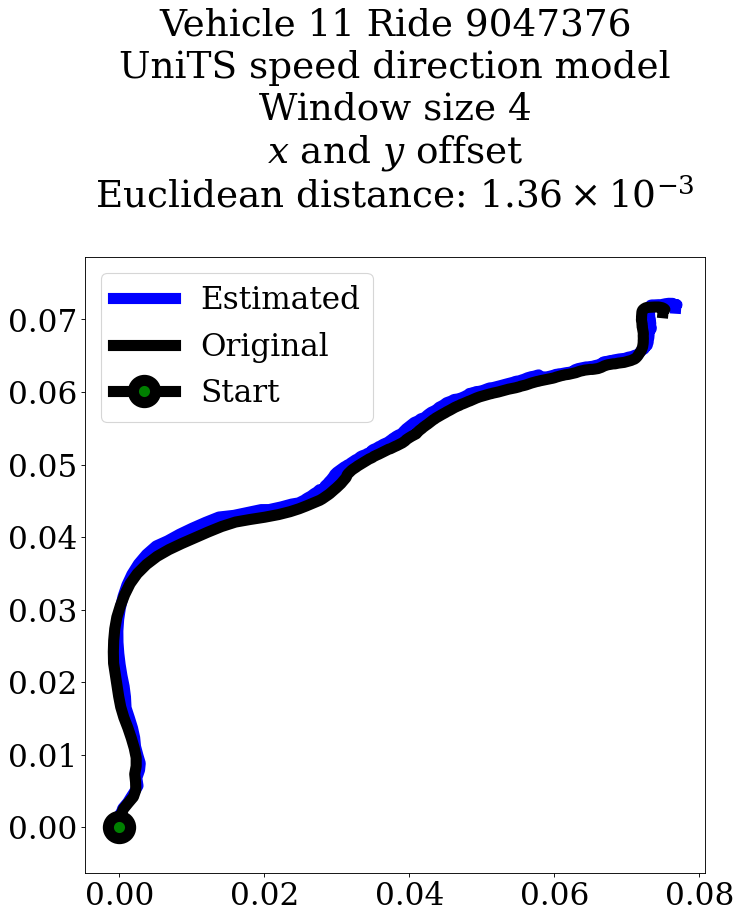 Vehicle 11 Ride 9047376
UniTS speed direction model
Window size 4
x and y offset
Euclidean distance: 1.36 × 10⁻³
Estimated
Original
Start
0.07
0.06
0.05
0.04
0.03
0.02
0.01
0.00
0.00 0.02 0.04 0.06 0.08